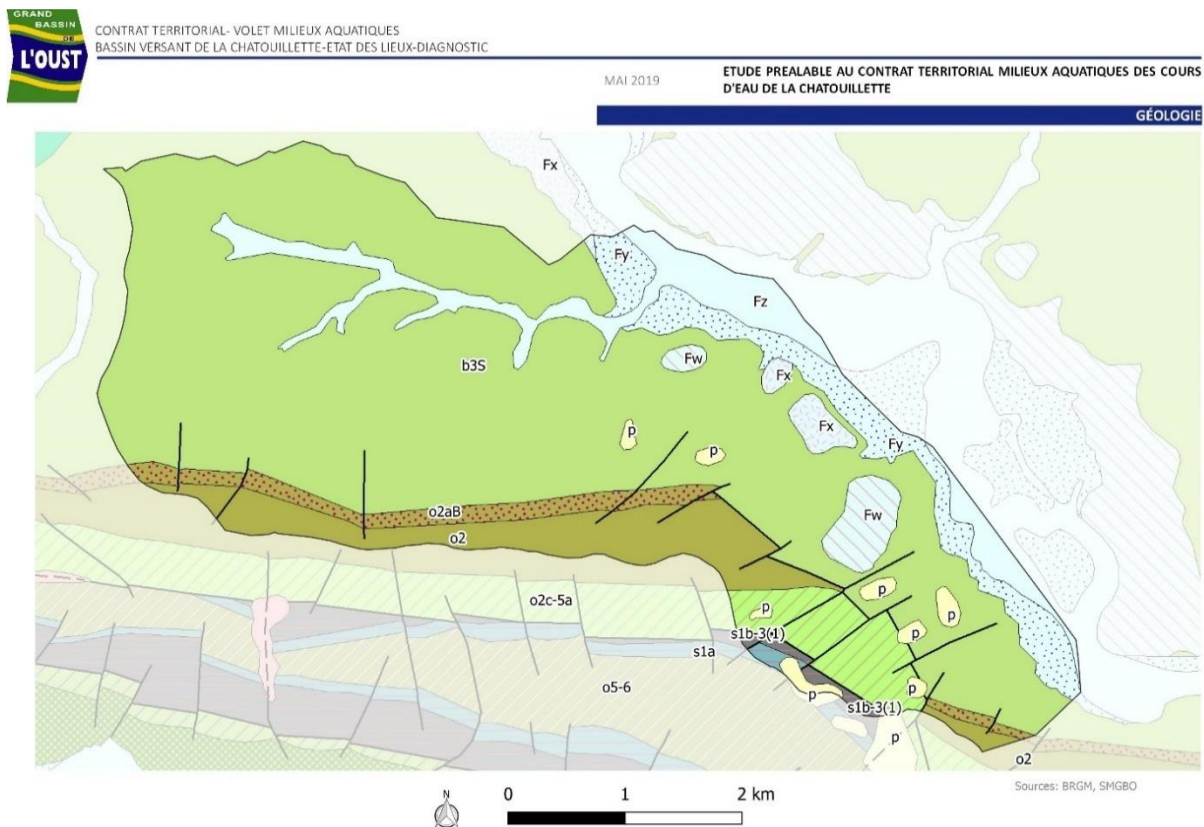 GRAND
BASSIN
DE
L'OUST
CONTRAT TERRITORIAL- VOLET MILIEUX AQUATIQUES
BASSIN VERSANT DE LA CHATOUILLETTE-ETAT DES LIEUX-DIAGNOSTIC
MAI 2019
ETUDE PREALABLE AU CONTRAT TERRITORIAL MILIEUX AQUATIQUES DES COURS
D'EAU DE LA CHATOUILLETTE
GÉOLOGIE
Fx
Fy
Fz
Fw
b3S
Fx
Fx
p
p
Fy
o2aB
Fw
o2
p
o2c-5a
p
p
s1b-3(1)
p
s1a
o5-6
p
p
s1b-3(1)
p
o2
Sources: BRGM, SMGBO
N
0 1 2 km